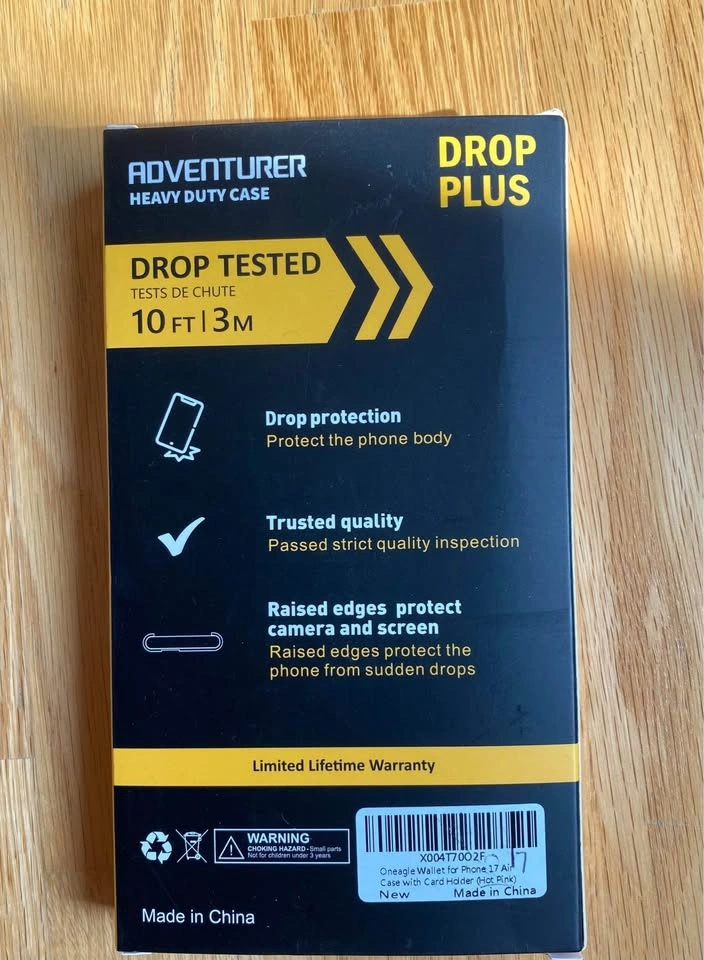 ADVENTURER
HEAVY DUTY CASE
DROP
PLUS
DROP TESTED
TESTS DE CHUTE
10 FT | 3 M
Drop protection
Protect the phone body
Trusted quality
Passed strict quality inspection
Raised edges protect
camera and screen
Raised edges protect the
phone from sudden drops
Limited Lifetime Warranty
WARNING
CHOKING HAZARD - Small parts
Not for children under 3 years
Made in China
X004T70O2F
17
Oneagle Wallet for Phone 17 Air
Case with Card Holder (Hot Pink)
New Made in China